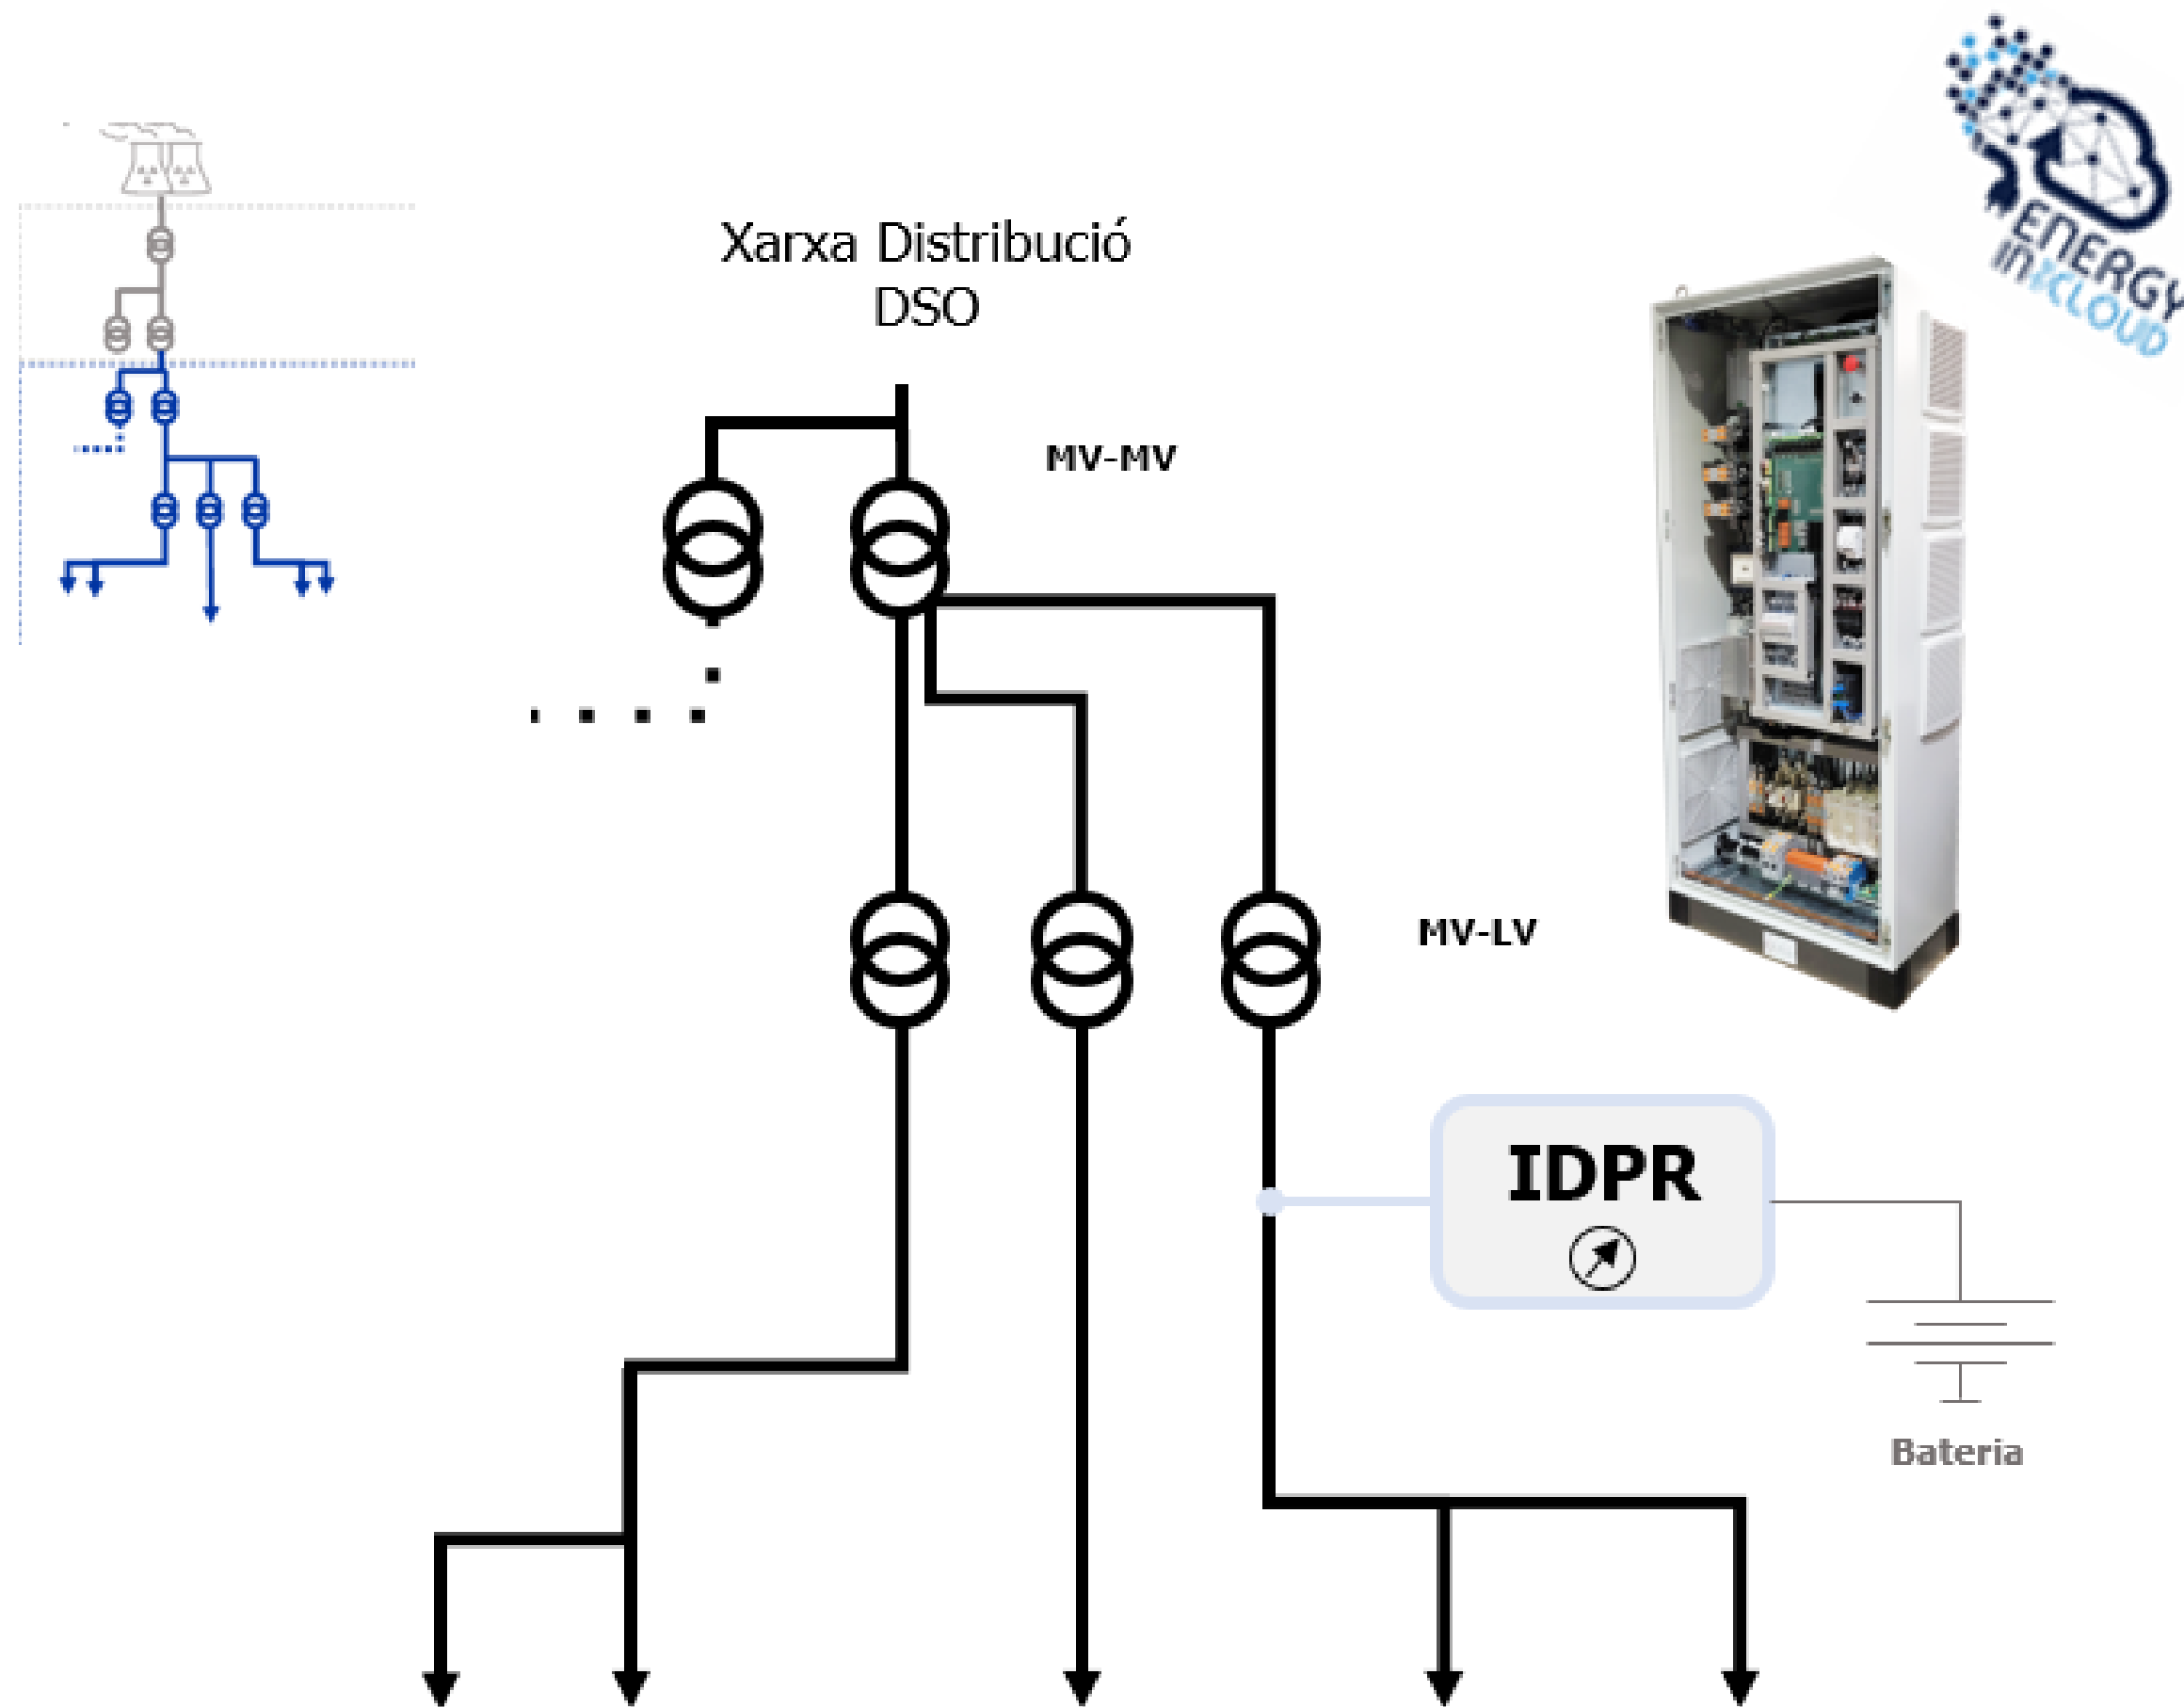 ENERGY
IN CLOUD
Xarxa Distribució
DSO
MV-MV
MV-LV
IDPR
Bateria